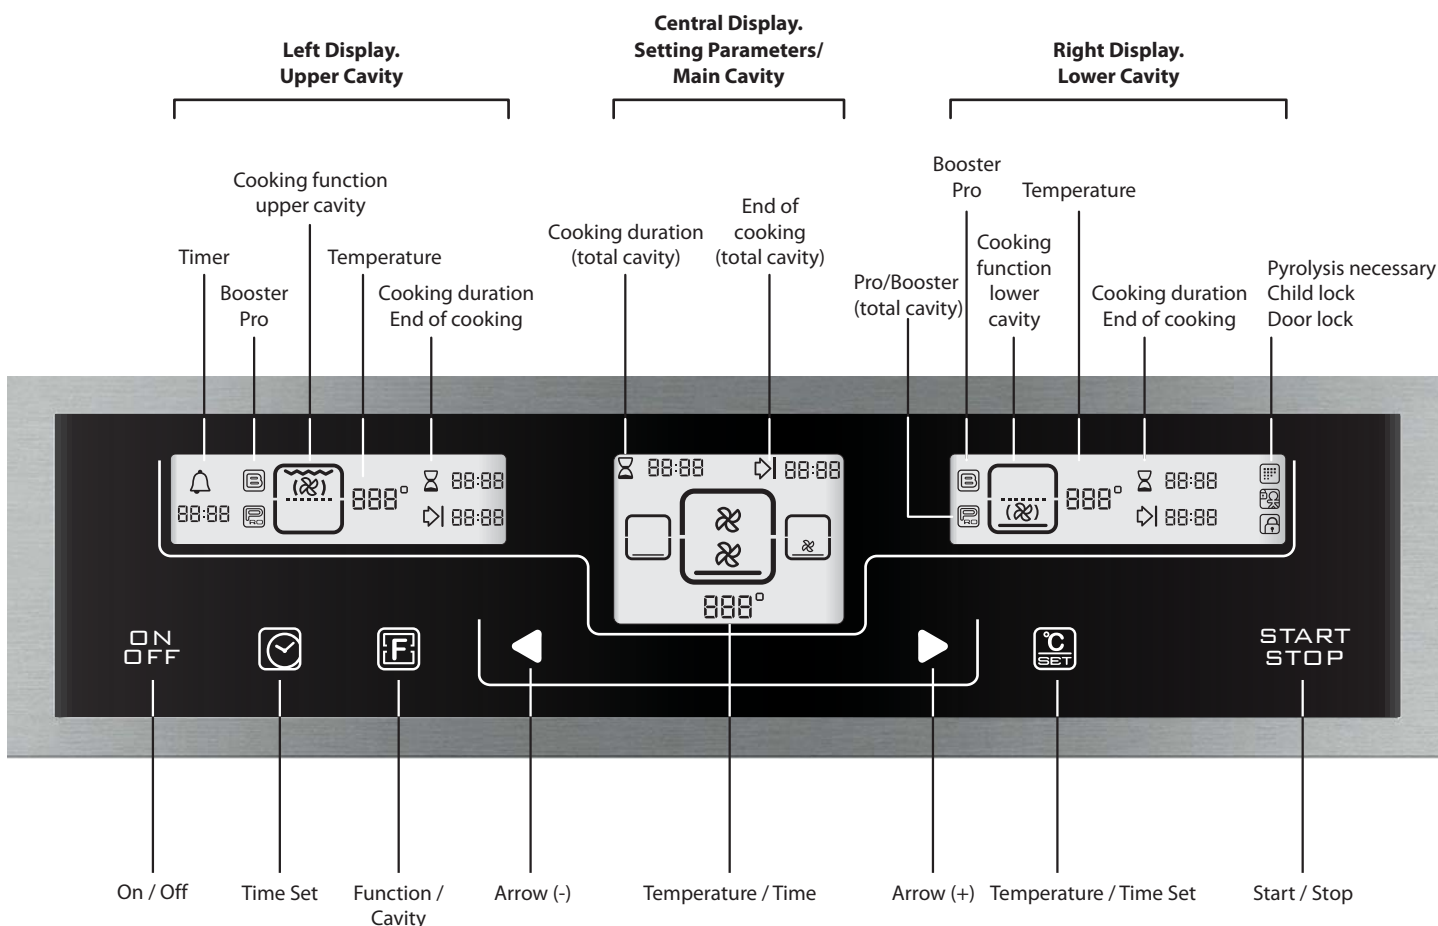 Central Display.
Setting Parameters/
Main Cavity
Left Display.
Upper Cavity
Right Display.
Lower Cavity
Cooking function
upper cavity
Timer
Booster
Pro
Temperature
Cooking duration
End of cooking
Cooking duration
(total cavity)
End of
cooking
(total cavity)
Pro/Booster
(total cavity)
Booster
Pro
Cooking
function
lower
cavity
Temperature
Cooking duration
End of cooking
Pyrolysis necessary
Child lock
Door lock
88:88
B
PRO
888°
88:88
88:88
88:88
88:88
888°
B
PRO
888°
88:88
88:88
ON
OFF
F
°C
SET
START
STOP
On / Off
Time Set
Function /
Cavity
Arrow (-)
Temperature / Time
Arrow (+)
Temperature / Time Set
Start / Stop